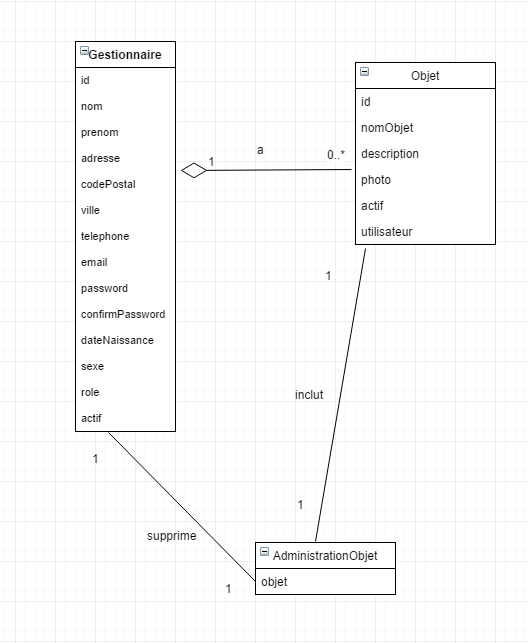 Gestionnaire
id
nom
prenom
adresse
codePostal
ville
telephone
email
password
confirmPassword
dateNaissance
sexe
role
actif
1
a
0..*
Objet
id
nomObjet
description
photo
actif
utilisateur
1
inclut
1
1
supprime
1
AdministrationObjet
objet